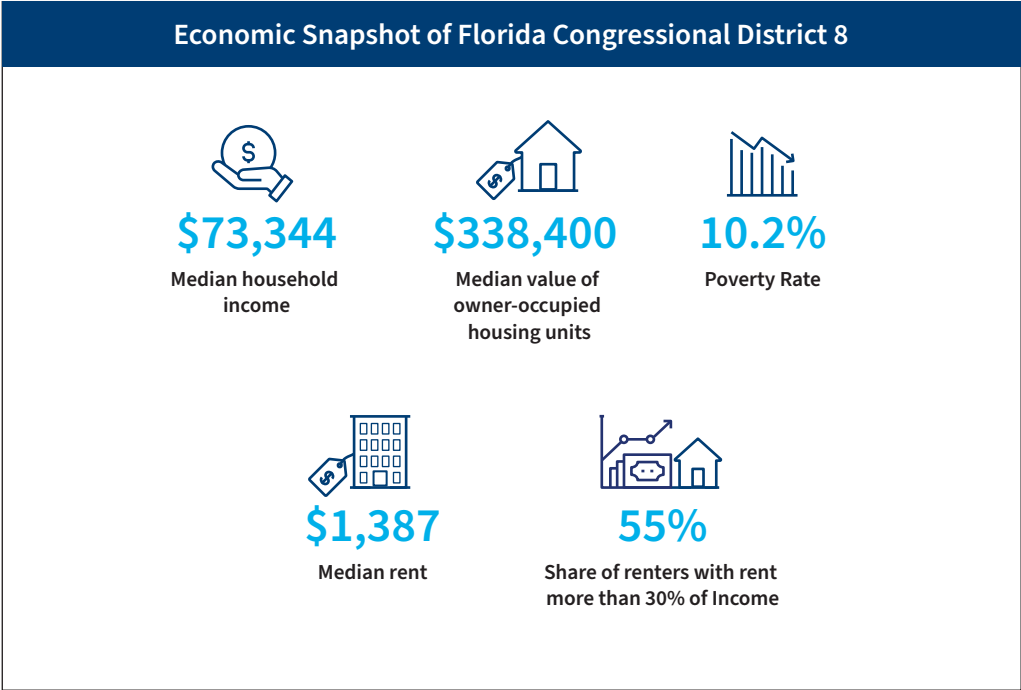 Economic Snapshot of Florida Congressional District 8
$
$
$73,344
$338,400
10.2%
Median household
income
Median value of
owner-occupied
housing units
Poverty Rate
$
$1,387
55%
Median rent
Share of renters with rent
more than 30% of Income